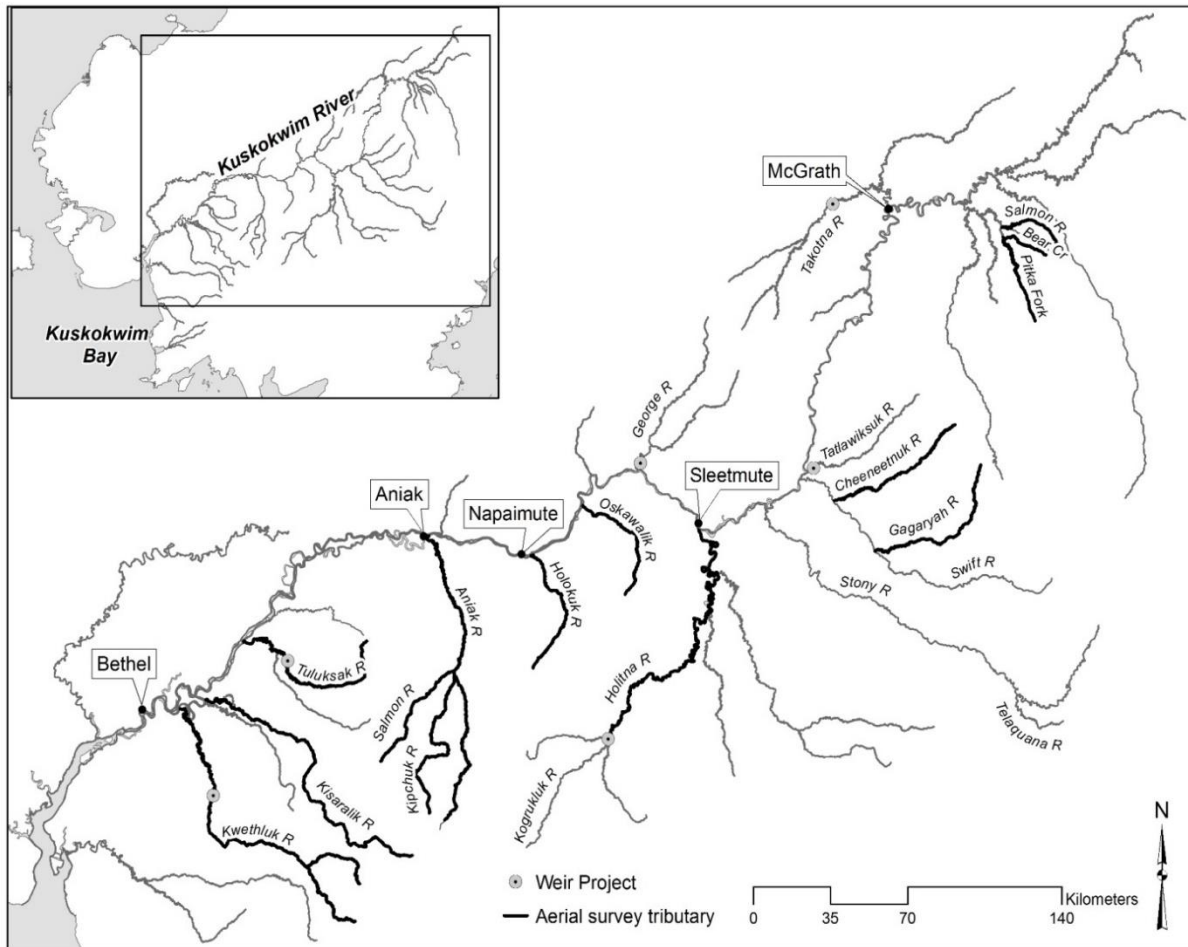 Kuskokwim River
Kuskokwim
Bay
McGrath
Takotna R
Salmon R
Bear Cr
Pitka Fork
George R
Tatlawiksuk R
Cheeneetnuk R
Sleetmute
Aniak
Napaimute
Oskawalik R
Gagaryah R
Swift R
Stony R
Holokuk R
Aniak R
Holitna R
Tuluksak R
Bethel
Salmon R
Kipchuk R
Telaquana R
Kisaralik R
Kogrukluk R
Kwethluk R
N
Weir Project
Aerial survey tributary
Kilometers
0 35 70 140